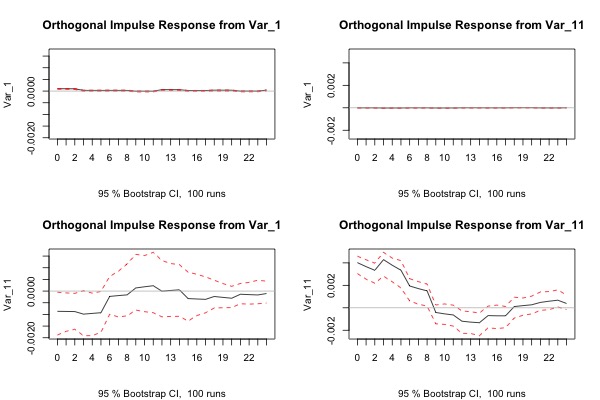 Orthogonal Impulse Response from Var_1
Orthogonal Impulse Response from Var_11
Var_1
0.0000
-0.0020
0 2 4 6 8 10 13 16 19 22
95 % Bootstrap CI, 100 runs
Var_1
0.002
-0.002
0 2 4 6 8 10 13 16 19 22
95 % Bootstrap CI, 100 runs
Orthogonal Impulse Response from Var_1
Orthogonal Impulse Response from Var_11
Var_11
0.0000
-0.0020
0 2 4 6 8 10 13 16 19 22
95 % Bootstrap CI, 100 runs
Var_11
0.002
-0.002
0 2 4 6 8 10 13 16 19 22
95 % Bootstrap CI, 100 runs